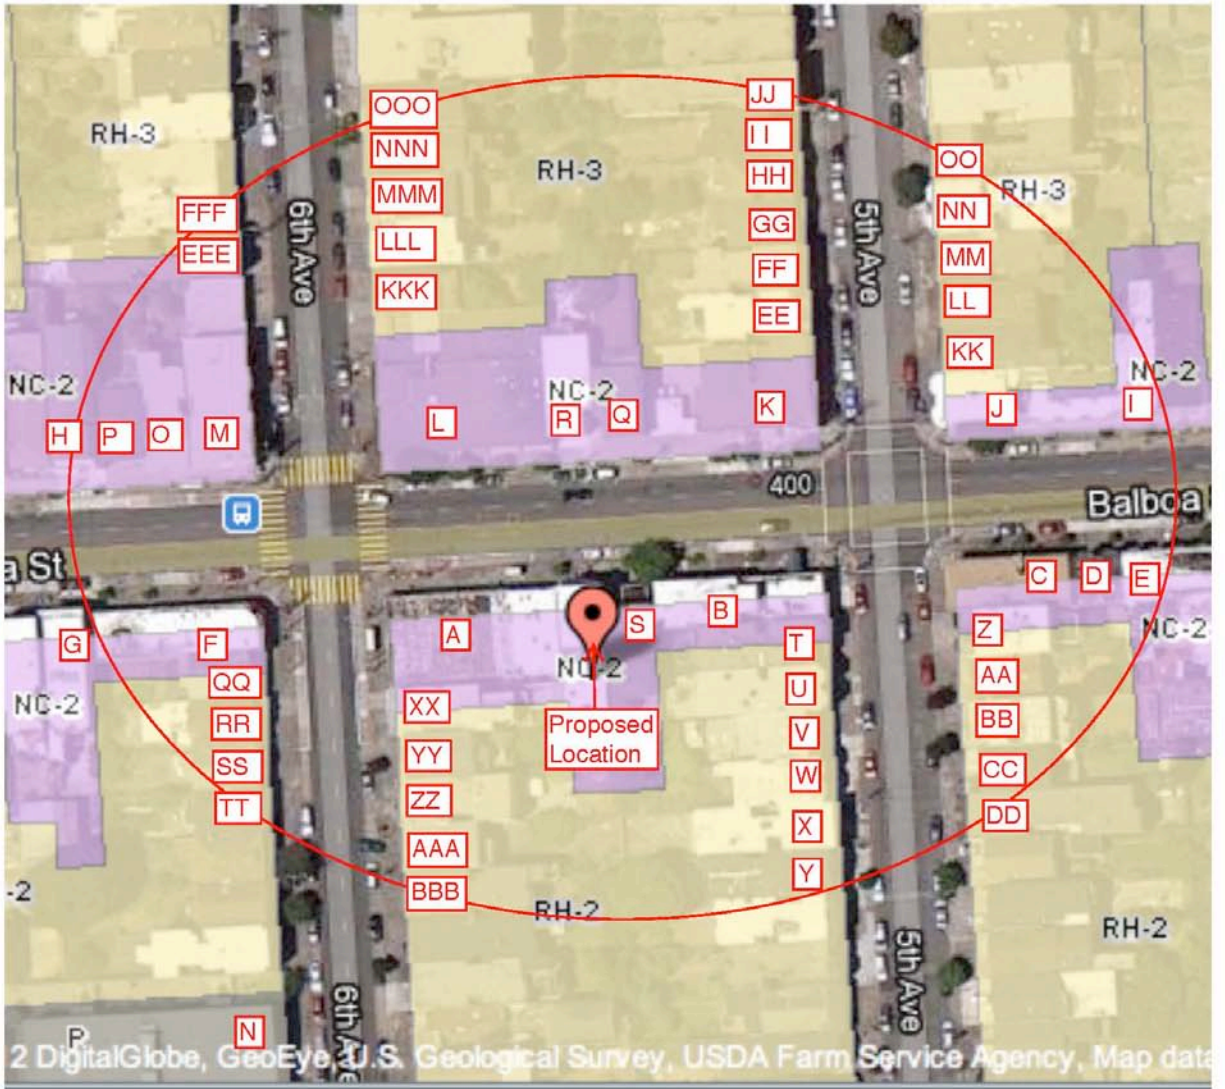 OOO
JJ
RH-3
NNN
II
OO
RH-3
HH
RH-3
MMM
FFF
NN
6th Ave
5th Ave
GG
LLL
EEE
MM
FF
KKK
LL
EE
KK
NC-2
NC-2
NC-2
K
J
I
L
R
Q
H
P
O
M
400
Balboa
a St
C
D
E
B
S
A
T
Z
NC-2
G
F
NC-2
AA
QQ
U
NC-2
XX
BB
RR
V
Proposed
Location
YY
SS
W
CC
ZZ
TT
X
DD
AAA
Y
BBB
-2
RH-2
RH-2
5th Ave
6th Ave
P
N
2 DigitalGlobe, GeoEye, U.S. Geological Survey, USDA Farm Service Agency, Map data